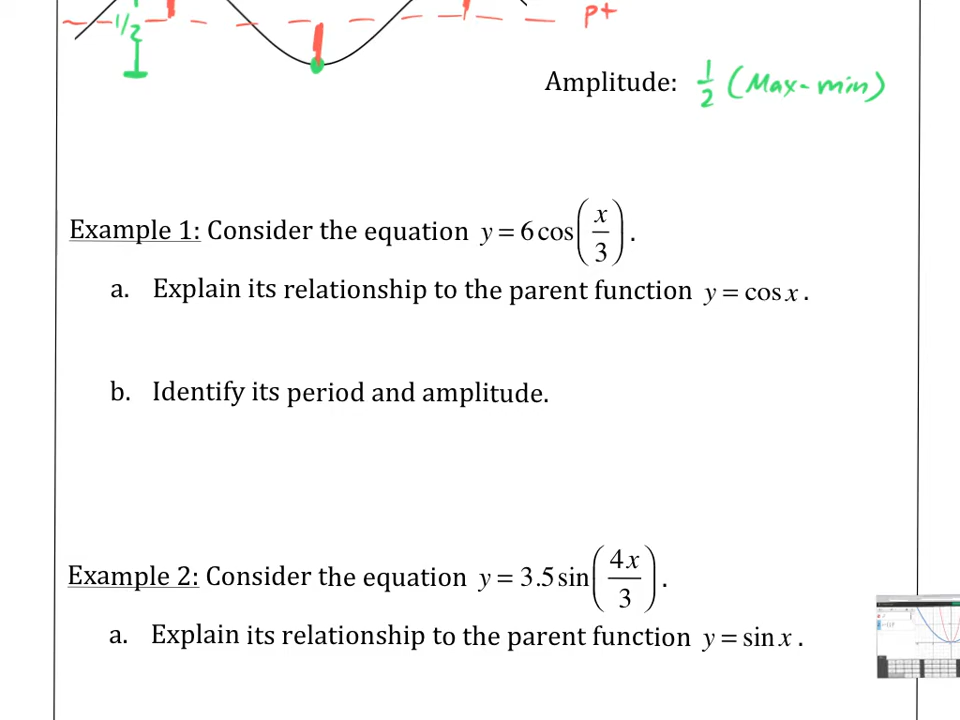 -1/2
pt
Amplitude: 1/2 (Max - min)
Example 1: Consider the equation y = 6cos(x/3).
a. Explain its relationship to the parent function y = cos x.
b. Identify its period and amplitude.
Example 2: Consider the equation y = 3.5sin(4x/3).
a. Explain its relationship to the parent function y = sin x.